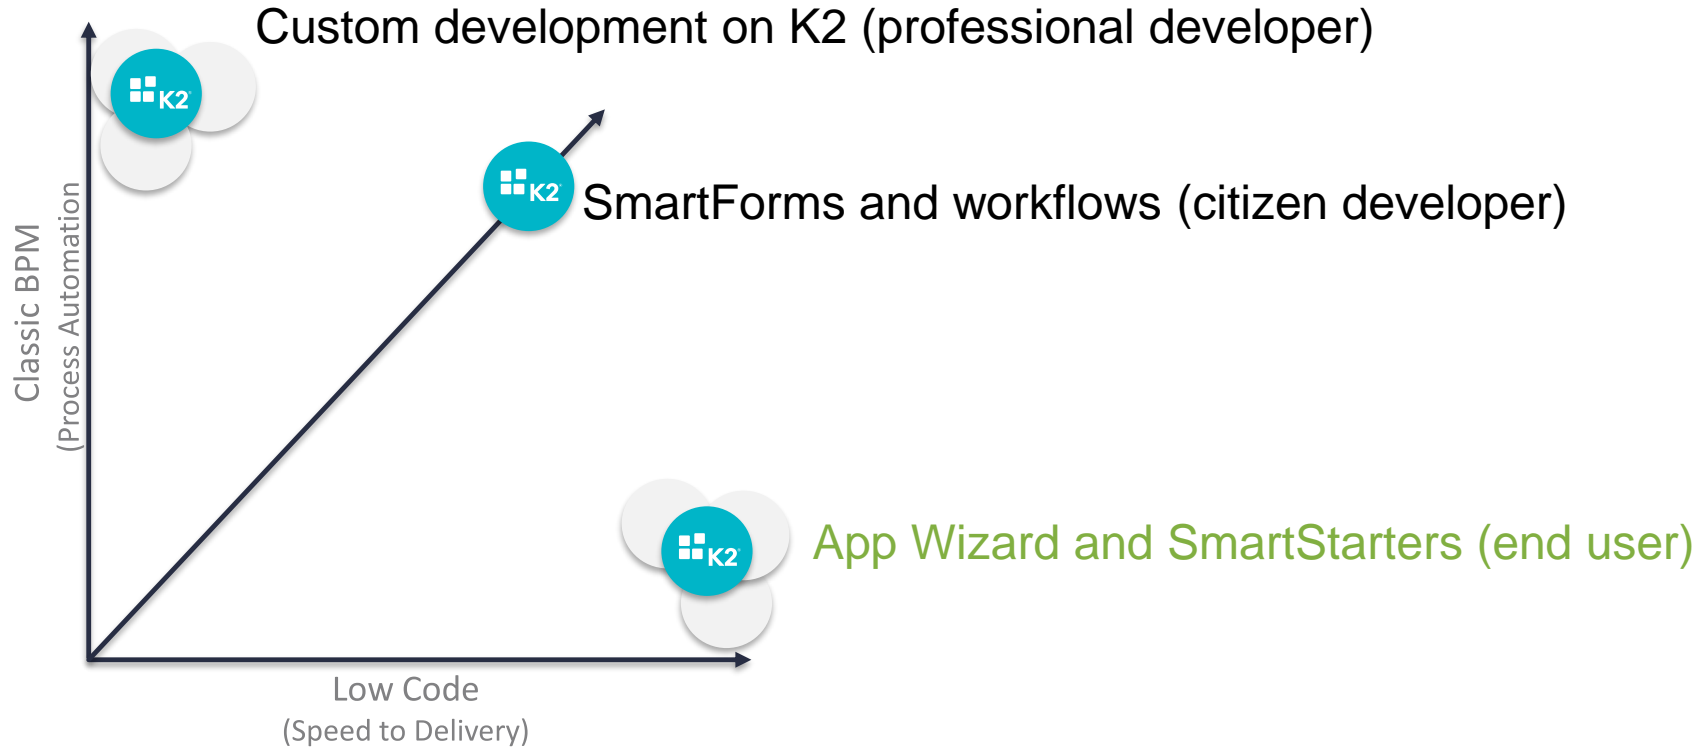 Custom development on K2 (professional developer)
K2
K2
SmartForms and workflows (citizen developer)
Classic BPM
(Process Automation
K2
App Wizard and SmartStarters (end user)
Low Code
(Speed to Delivery)